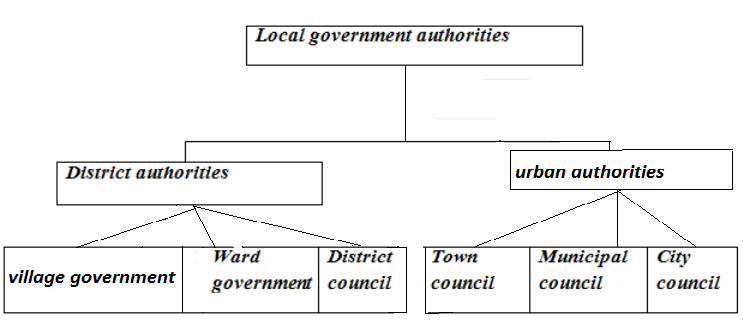 Local government authorities
District authorities
urban authorities
village government
Ward
government
District
council
Town
council
Municipal
council
City
council